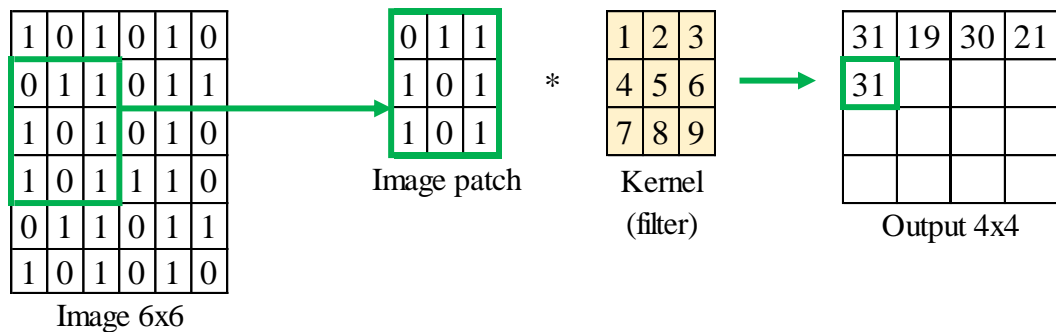 1 0 1 0 1 0
0 1 1 0 1 1
1 0 1 0 1 0
1 0 1 1 1 0
0 1 1 0 1 1
1 0 1 0 1 0
Image 6x6
0 1 1
1 0 1
1 0 1
Image patch
*
1 2 3
4 5 6
7 8 9
Kernel
(filter)
31 19 30 21
31
Output 4x4